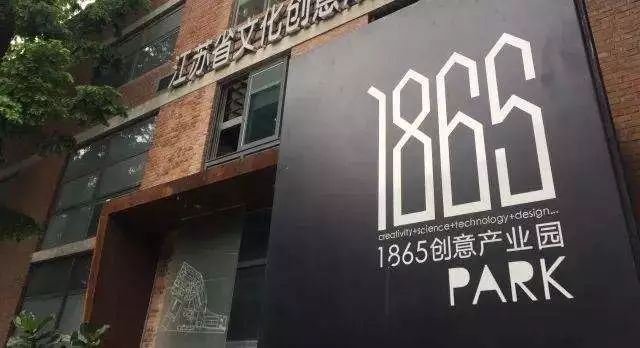 江苏省文化创意
1865
creativity+science+technology+design...
1865创意产业园
PARK